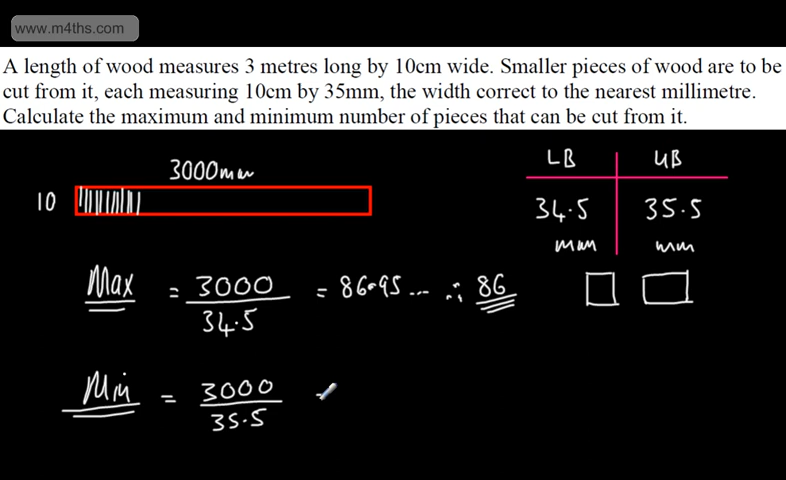 www.m4ths.com
A length of wood measures 3 metres long by 10cm wide. Smaller pieces of wood are to be
cut from it, each measuring 10cm by 35mm, the width correct to the nearest millimetre.
Calculate the maximum and minimum number of pieces that can be cut from it.
3000mm
LB UB
10
34.5 35.5
mm mm
Max = 3000 / 34.5 = 86.95... ∴ 86
Min = 3000 / 35.5 =